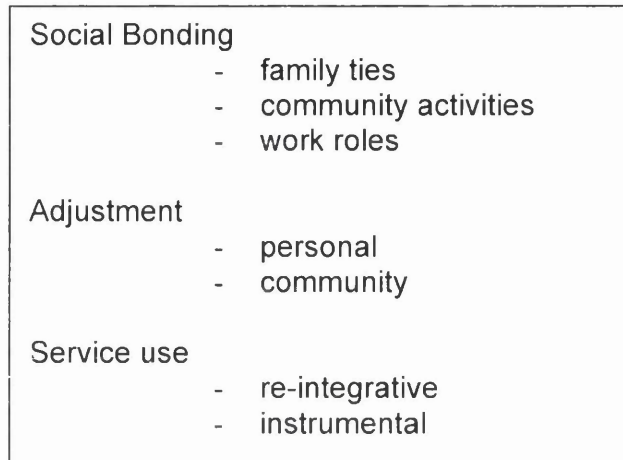 Social Bonding
- family ties
- community activities
- work roles
Adjustment
- personal
- community
Service use
- re-integrative
- instrumental